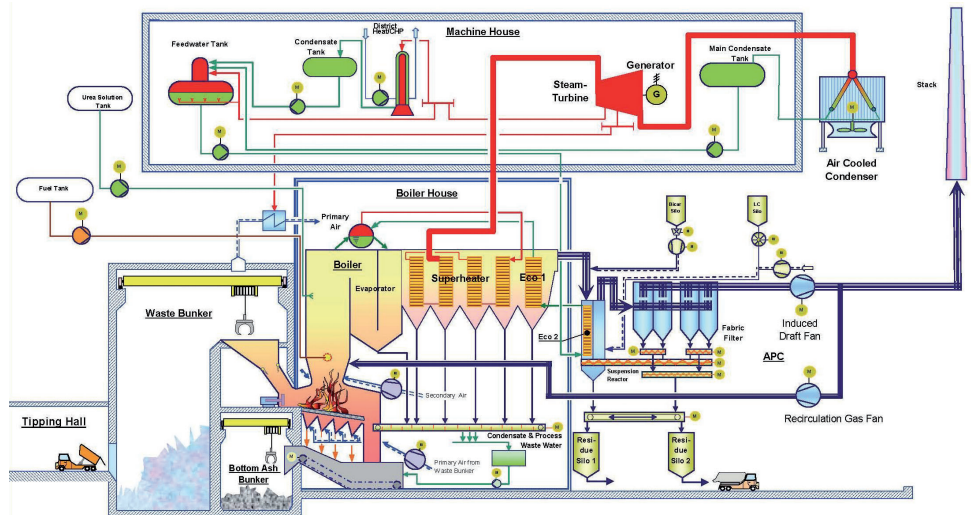 Machine House
District
Heat/CHP
Condensate
Tank
Feedwater Tank
M
M
Generator
Steam-
Turbine
G
Main Condensate
Tank
M
Stack
Urea Solution
Tank
M
M
M
Air Cooled
Condenser
Fuel Tank
M
Boiler House
Primary
Air
Bicar
Silo
LC
Silo
M
M
M
Boiler
Evaporator
Superheater
Eco 1
Waste Bunker
Eco 2
Fabric
Filter
M
Induced
Draft Fan
APC
M
M
M
M
Suspension
Reactor
M
Recirculation Gas Fan
Secondary Air
M
Tipping Hall
M
Condensate & Process
Waste Water
M
Bottom Ash
Bunker
M
Primary Air from
Waste Bunker
M
M
Resi
due
Silo 1
Resi
due
Silo 2